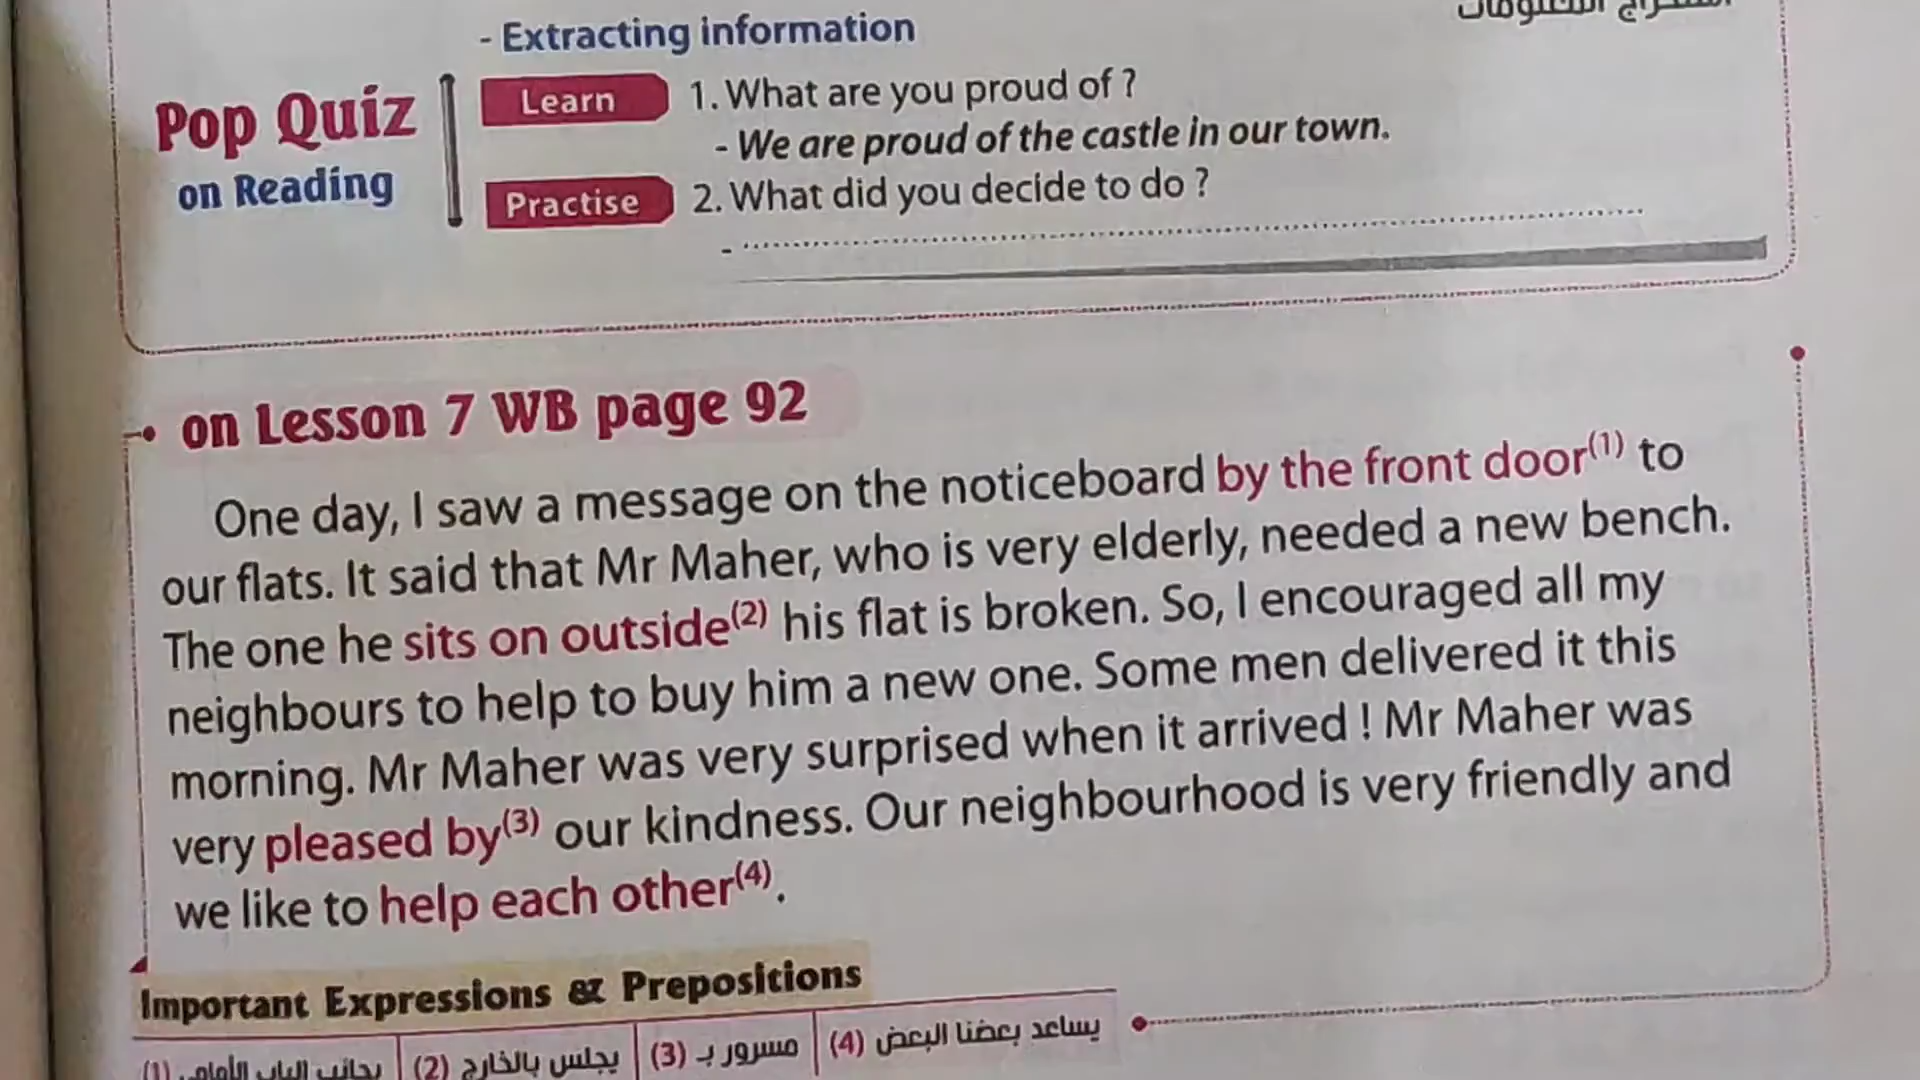 - Extracting information
Pop Quiz
on Reading
Learn
1. What are you proud of ?
- We are proud of the castle in our town.
Practise
2. What did you decide to do ?
-
on Lesson 7 WB page 92
One day, I saw a message on the noticeboard by the front door(1) to
our flats. It said that Mr Maher, who is very elderly, needed a new bench.
The one he sits on outside(2) his flat is broken. So, I encouraged all my
neighbours to help to buy him a new one. Some men delivered it this
morning. Mr Maher was very surprised when it arrived ! Mr Maher was
very pleased by(3) our kindness. Our neighbourhood is very friendly and
we like to help each other(4).
Important Expressions & Prepositions
(1) بجانب الباب الأمامي
(2) يجلس بالخارج
(3) مسرور بـ
(4) يساعد بعضنا البعض